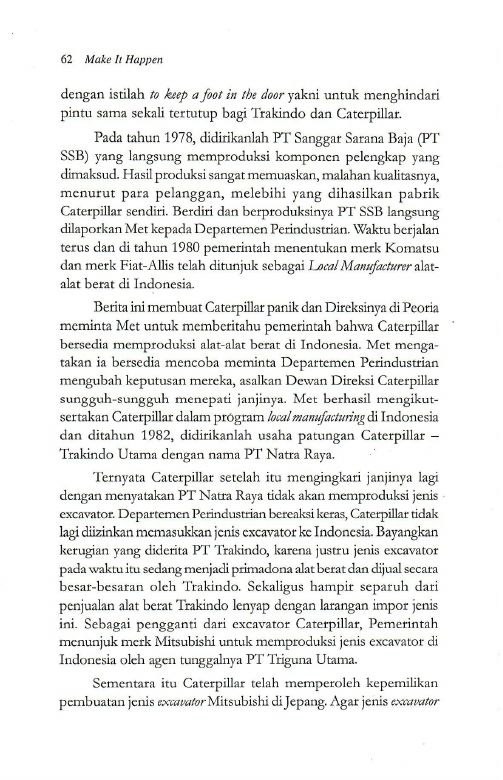 62 Make It Happen
dengan istilah to keep a foot in the door yakni untuk menghindari
pintu sama sekali tertutup bagi Trakindo dan Caterpillar.
Pada tahun 1978, didirikanlah PT Sanggar Sarana Baja (PT
SSB) yang langsung memproduksi komponen pelengkap yang
dimaksud. Hasil produksi sangat memuaskan, malahan kualitasnya,
menurut para pelanggan, melebihi yang dihasilkan pabrik
Caterpillar sendiri. Berdiri dan berproduksinya PT SSB langsung
dilaporkan Met kepada Departemen Perindustrian. Waktu berjalan
terus dan di tahun 1980 pemerintah menentukan merk Komatsu
dan merk Fiat-Allis telah ditunjuk sebagai Local Manufacturer alat-
alat berat di Indonesia.
Berita ini membuat Caterpillar panik dan Direksinya di Peoria
meminta Met untuk memberitahu pemerintah bahwa Caterpillar
bersedia memproduksi alat-alat berat di Indonesia. Met menga-
takan ia bersedia mencoba meminta Departemen Perindustrian
mengubah keputusan mereka, asalkan Dewan Direksi Caterpillar
sungguh-sungguh menepati janjinya. Met berhasil mengikut-
sertakan Caterpillar dalam program local manufacturing di Indonesia
dan ditahun 1982, didirikanlah usaha patungan Caterpillar –
Trakindo Utama dengan nama PT Natra Raya.
Ternyata Caterpillar setelah itu mengingkari janjinya lagi
dengan menyatakan PT Natra Raya tidak akan memproduksi jenis
excavator. Departemen Perindustrian bereaksi keras, Caterpillar tidak
lagi diizinkan memasukkan jenis excavator ke Indonesia. Bayangkan
kerugian yang diderita PT Trakindo, karena justru jenis excavator
pada waktu itu sedang menjadi primadona alat berat dan dijual secara
besar-besaran oleh Trakindo. Sekaligus hampir separuh dari
penjualan alat berat Trakindo lenyap dengan larangan impor jenis
ini. Sebagai pengganti dari excavator Caterpillar, Pemerintah
menunjuk merk Mitsubishi untuk memproduksi jenis excavator di
Indonesia oleh agen tunggalnya PT Triguna Utama.
Sementara itu Caterpillar telah memperoleh kepemilikan
pembuatan jenis excavator Mitsubishi di Jepang. Agar jenis excavator